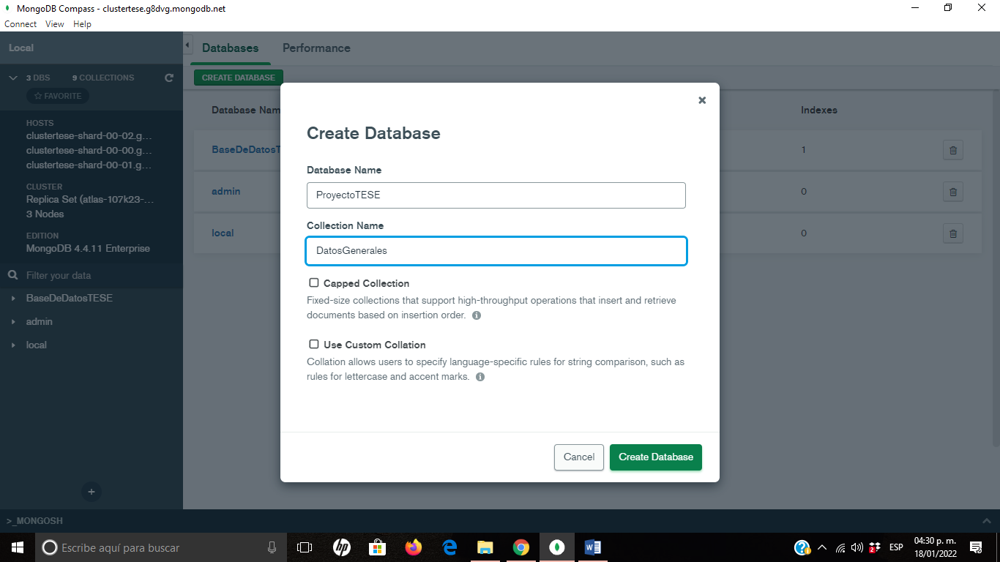 MongoDB Compass - clustertese.g8dvg.mongodb.net
Connect View Help
Local
Databases Performance
3 DBS 9 COLLECTIONS
CREATE DATABASE
FAVORITE
HOSTS
clustertese-shard-00-02.g...
clustertese-shard-00-00.g...
clustertese-shard-00-01.g...
CLUSTER
Replica Set (atlas-107k23-...
3 Nodes
EDITION
MongoDB 4.4.11 Enterprise
Filter your data
BaseDeDatosTESE
admin
local
>_MONGOSH
Database Nam
Indexes
BaseDeDatosT
1
admin
0
local
0
Create Database
Database Name
ProyectoTESE
Collection Name
DatosGenerales
Capped Collection
Fixed-size collections that support high-throughput operations that insert and retrieve
documents based on insertion order.
Use Custom Collation
Collation allows users to specify language-specific rules for string comparison, such as
rules for lettercase and accent marks.
Cancel Create Database
Escribe aquí para buscar
hp
2
ESP
04:30 p. m.
18/01/2022